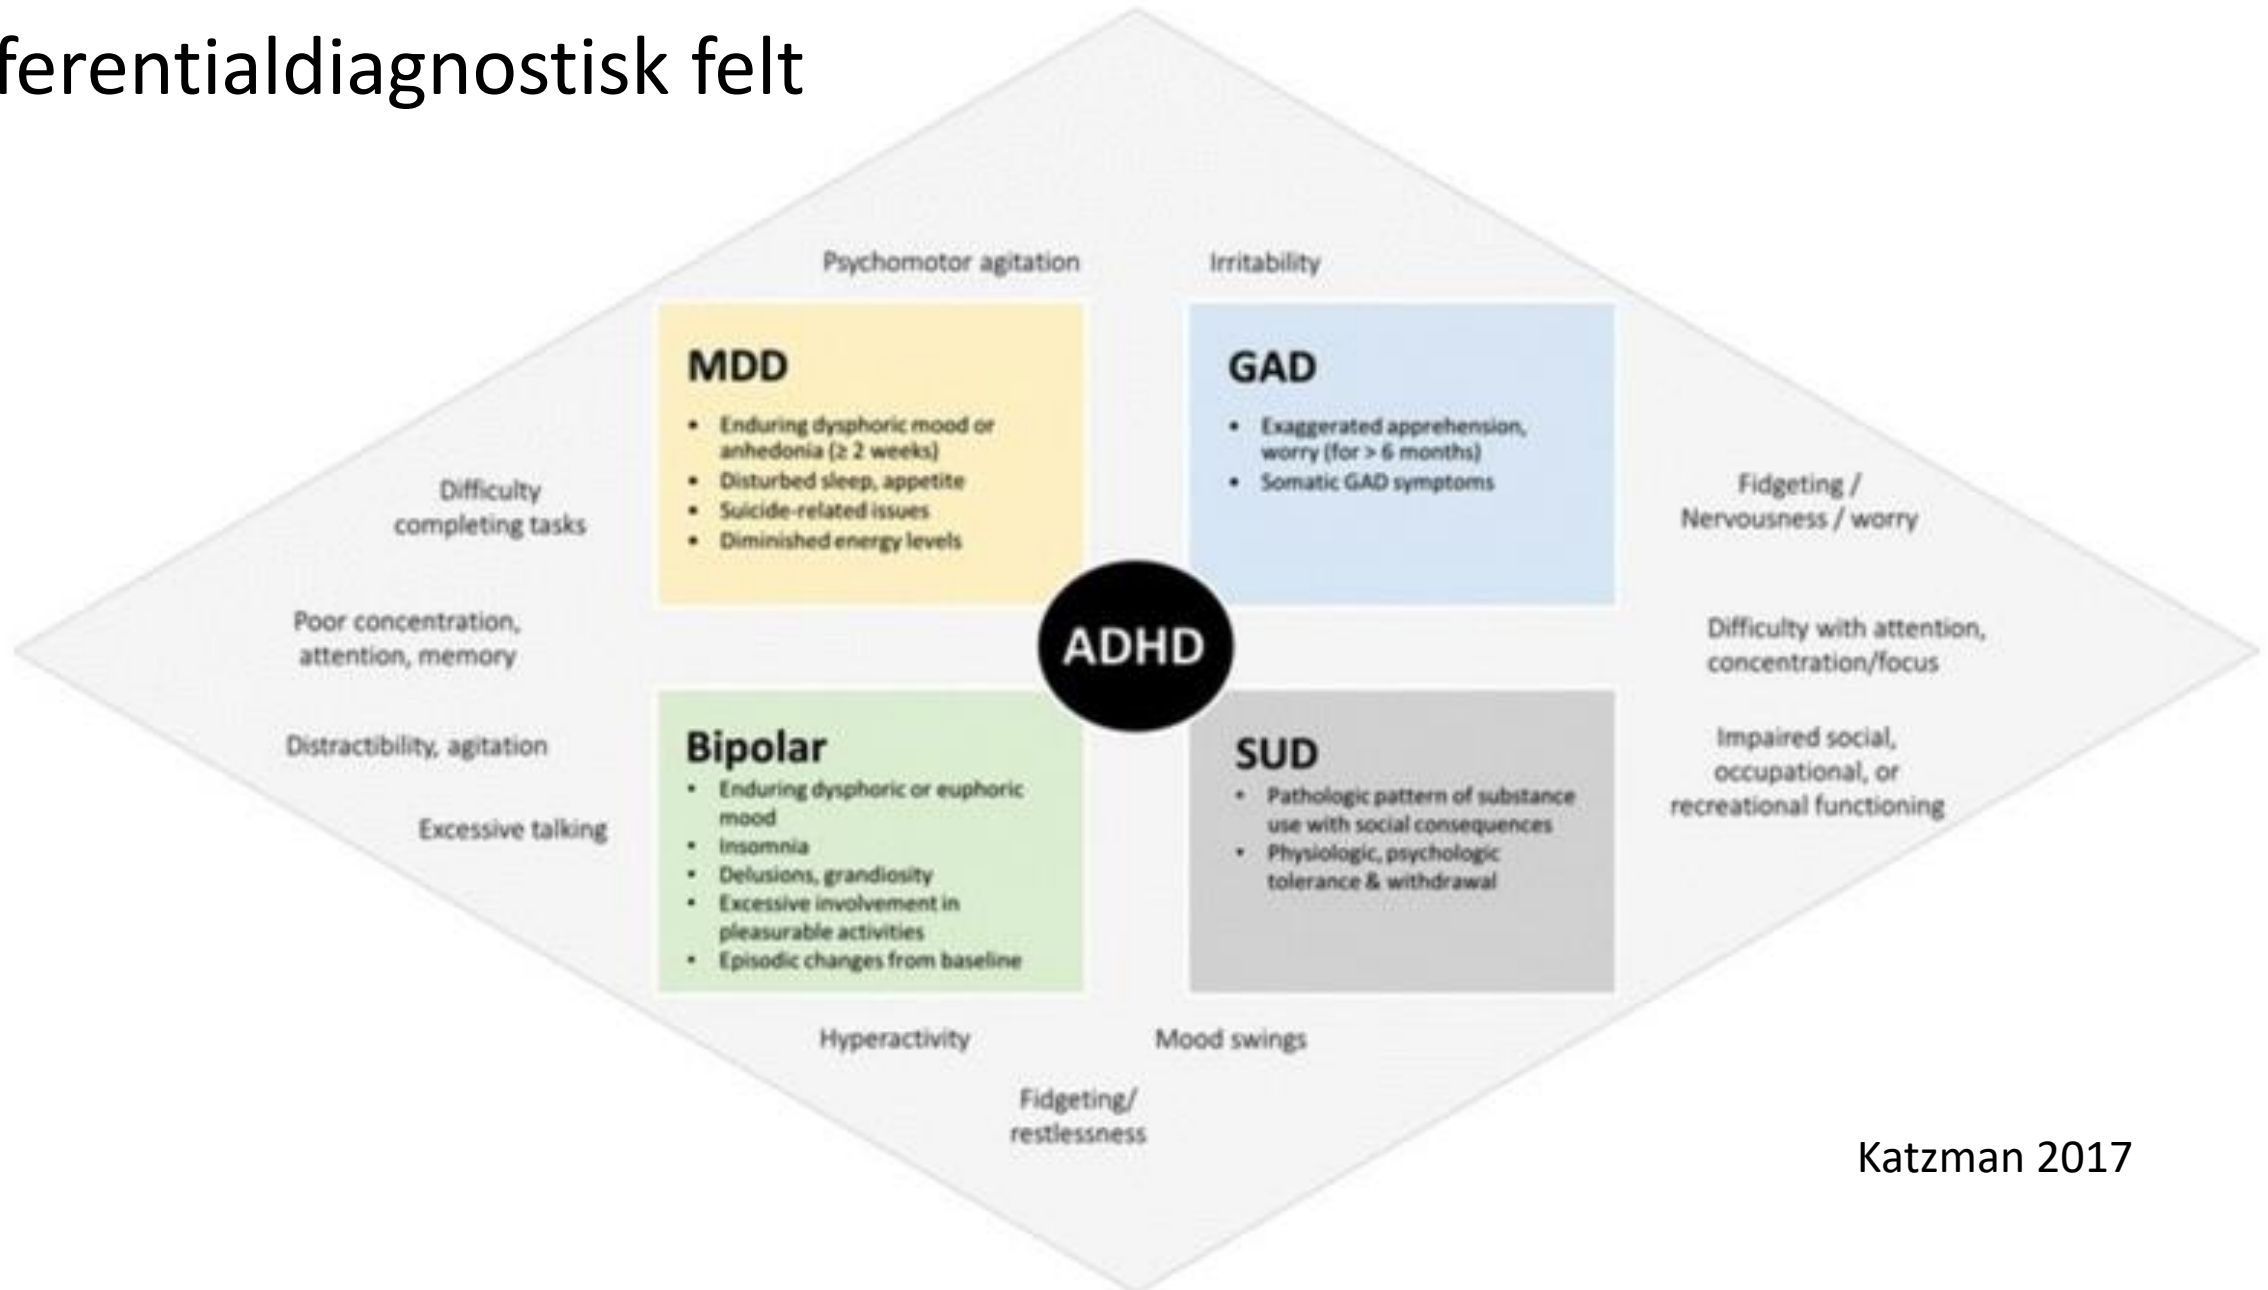 ferentialdiagnostisk felt
Psychomotor agitation
Irritability
MDD
• Enduring dysphoric mood or
anhedonia (≥ 2 weeks)
• Disturbed sleep, appetite
• Suicide-related issues
• Diminished energy levels
GAD
• Exaggerated apprehension,
worry (for > 6 months)
• Somatic GAD symptoms
Difficulty
completing tasks
Poor concentration,
attention, memory
Distractibility, agitation
Excessive talking
Fidgeting /
Nervousness / worry
Difficulty with attention,
concentration/focus
Impaired social,
occupational, or
recreational functioning
ADHD
Bipolar
• Enduring dysphoric or euphoric
mood
• Insomnia
• Delusions, grandiosity
• Excessive involvement in
pleasurable activities
• Episodic changes from baseline
SUD
• Pathologic pattern of substance
use with social consequences
• Physiologic, psychologic
tolerance & withdrawal
Hyperactivity
Mood swings
Fidgeting/
restlessness
Katzman 2017